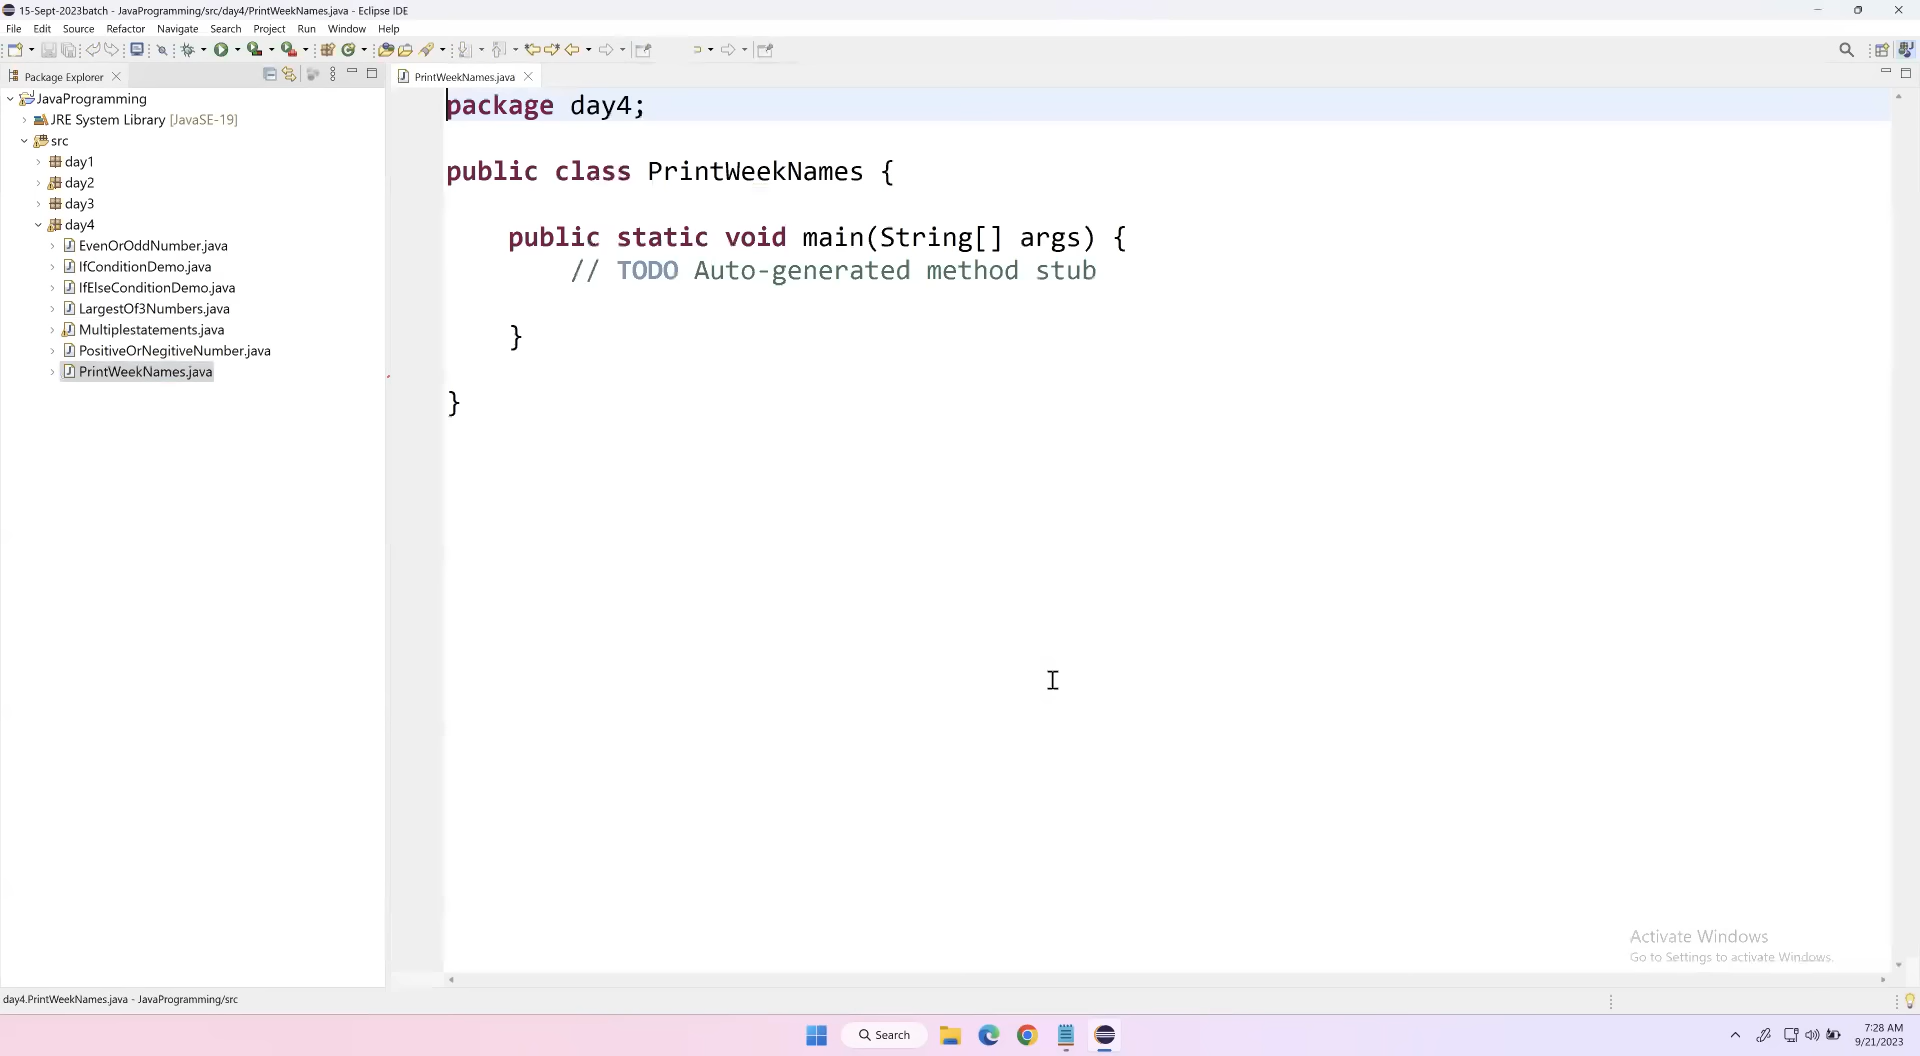 15-Sept-2023batch - JavaProgramming/src/day4/PrintWeekNames.java - Eclipse IDE
File Edit Source Refactor Navigate Search Project Run Window Help
Package Explorer
PrintWeekNames.java
JavaProgramming
JRE System Library [JavaSE-19]
src
day1
day2
day3
day4
EvenOrOddNumber.java
IfConditionDemo.java
IfElseConditionDemo.java
LargestOf3Numbers.java
Multiplestatements.java
PositiveOrNegitiveNumber.java
PrintWeekNames.java
package day4;
public class PrintWeekNames {
public static void main(String[] args) {
// TODO Auto-generated method stub
}
}
Activate Windows
Go to Settings to activate Windows.
day4.PrintWeekNames.java - JavaProgramming/src
Search
7:28 AM
9/21/2023